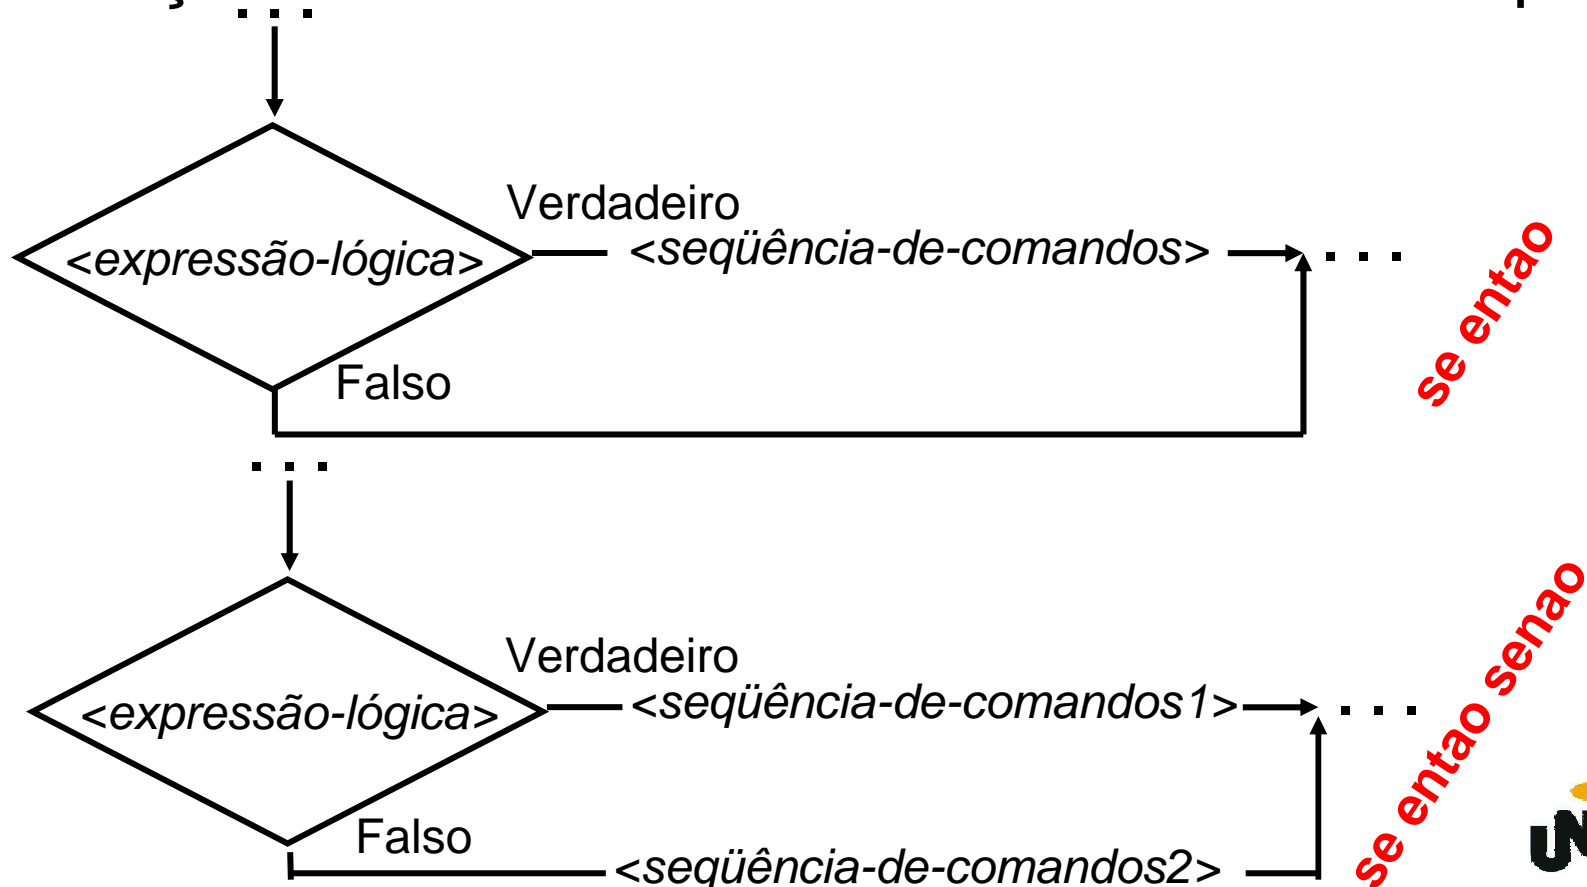 . . .
Verdadeiro
<expressão-lógica>
<seqüência-de-comandos>
. . .
se entao
Falso
. . .
Verdadeiro
<expressão-lógica>
<seqüência-de-comandos1>
. . .
se entao senao
Falso
<seqüência-de-comandos2>